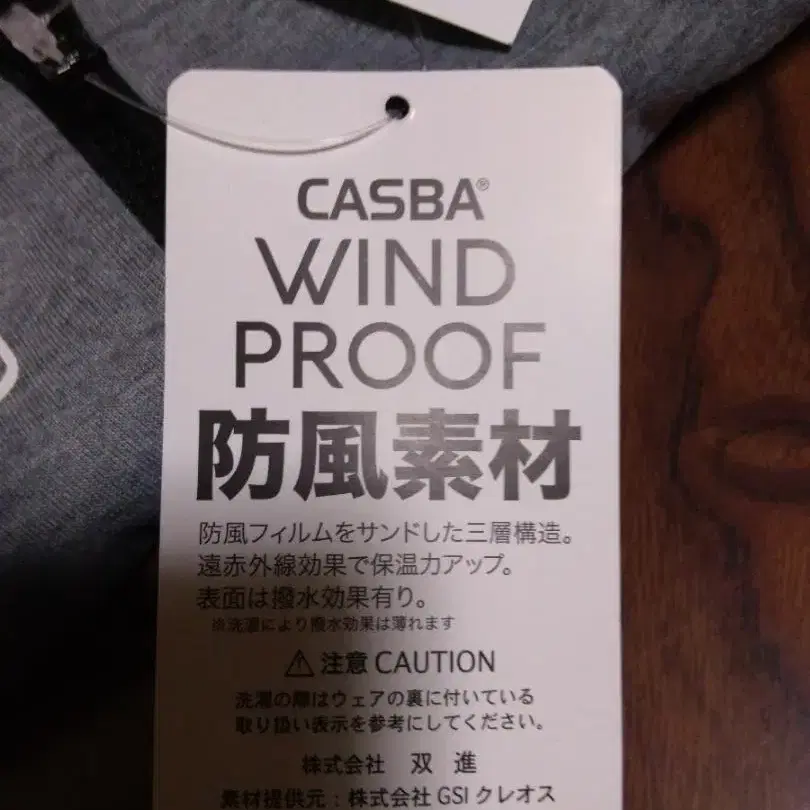 CASBA®
WIND
PROOF
防風素材
防風フィルムをサンドした三層構造。
遠赤外線効果で保温力アップ。
表面は撥水効果有り。
※洗濯により撥水効果は薄れます
⚠注意 CAUTION
洗濯の際はウェアの裏に付いている
取り扱い表示を参考にしてください。
株式会社 双進
素材提供元：株式会社 GSI クレオス